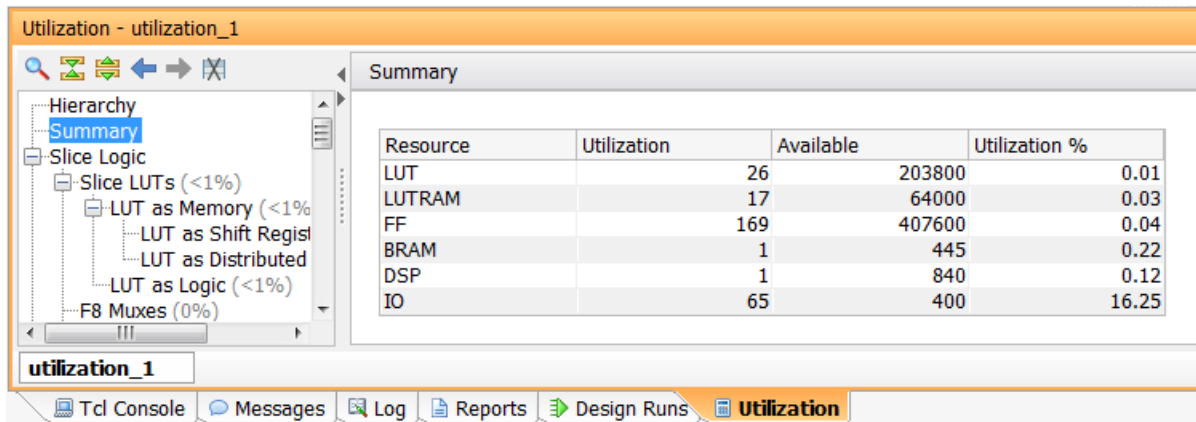 Utilization - utilization_1
Summary
Hierarchy
Summary
Slice Logic
Slice LUTs (<1%)
LUT as Memory (<1%
LUT as Shift Regist
LUT as Distributed
LUT as Logic (<1%)
F8 Muxes (0%)
Resource Utilization Available Utilization %
LUT 26 203800 0.01
LUTRAM 17 64000 0.03
FF 169 407600 0.04
BRAM 1 445 0.22
DSP 1 840 0.12
IO 65 400 16.25
utilization_1
Tcl Console Messages Log Reports Design Runs Utilization